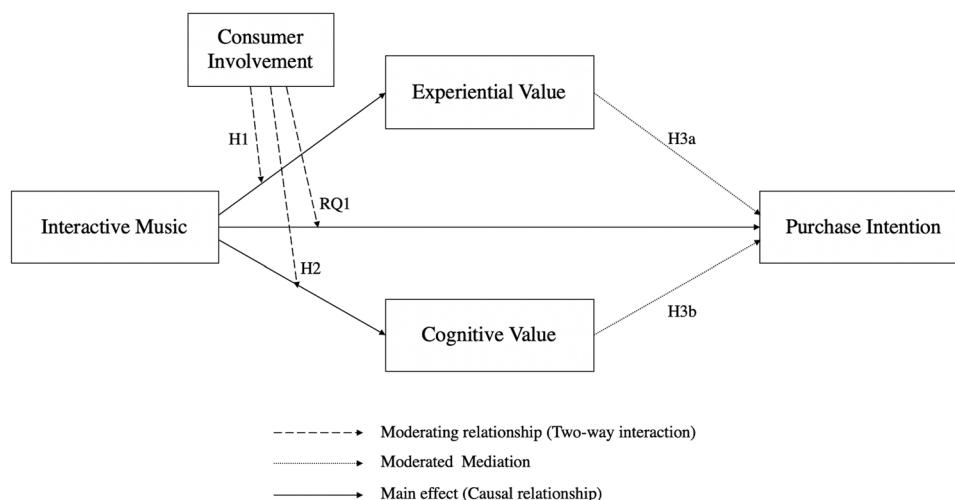 Consumer
Involvement
Experiential Value
H1
H3a
RQ1
Interactive Music
Purchase Intention
H2
H3b
Cognitive Value
Moderating relationship (Two-way interaction)
Moderated Mediation
Main effect (Causal relationship)